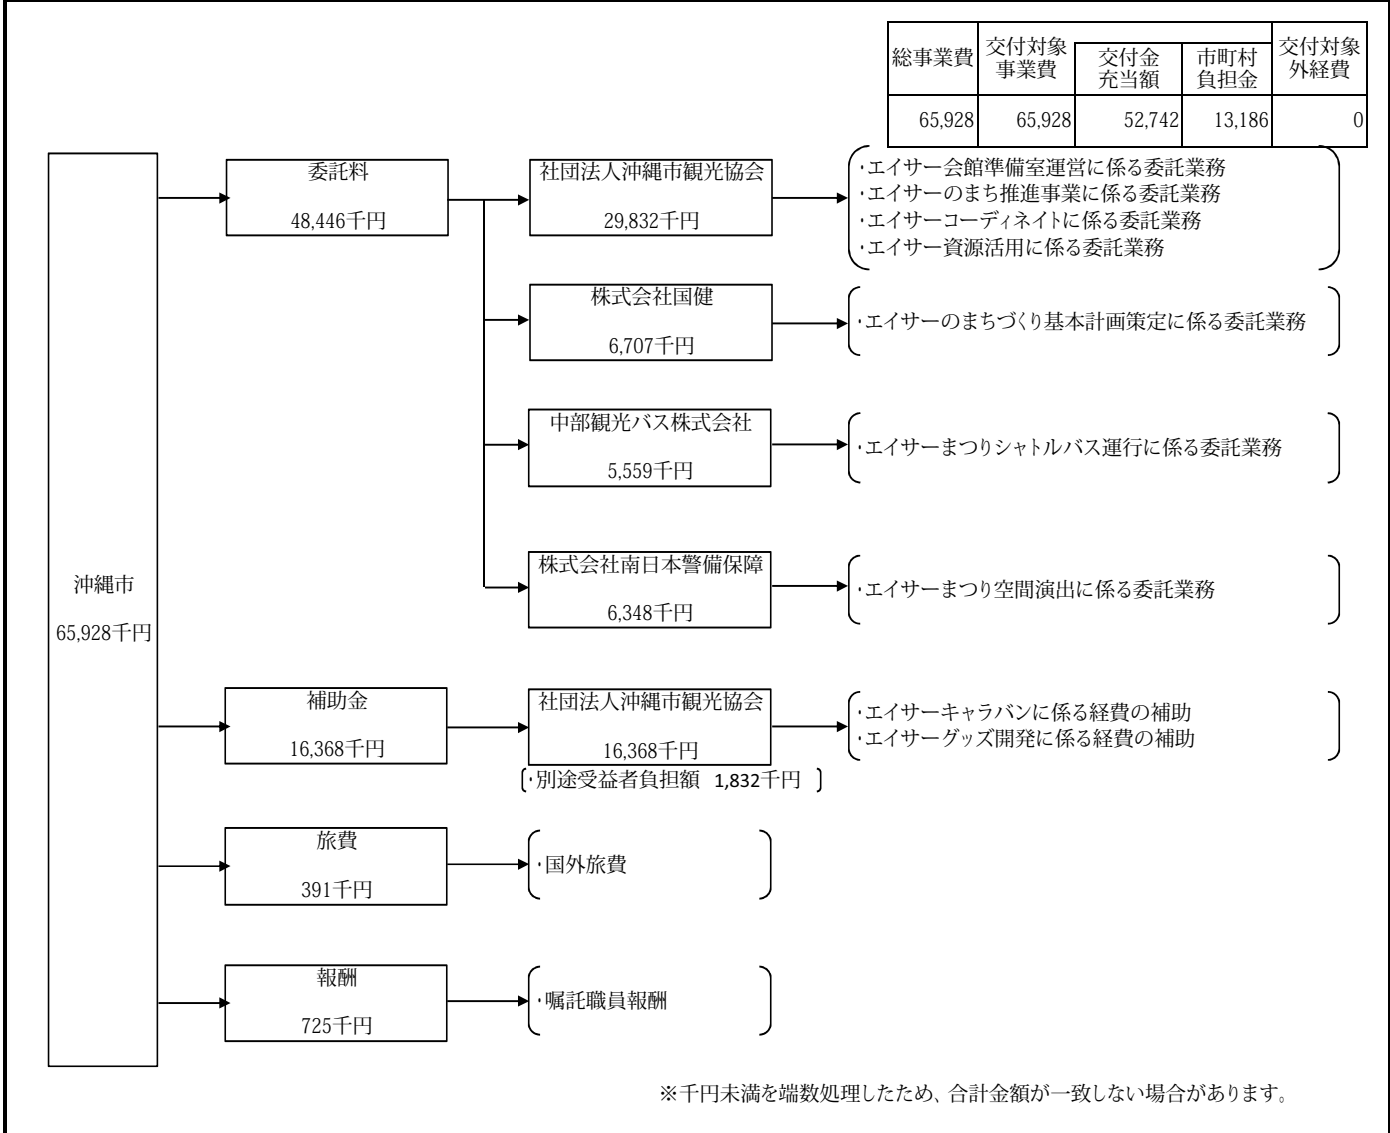 総事業費
交付対象
事業費
交付金
充当額
市町村
負担金
交付対象
外経費
65,928
65,928
52,742
13,186
0
沖縄市
65,928千円
委託料
48,446千円
社団法人沖縄市観光協会
29,832千円
・エイサー会館準備室運営に係る委託業務
・エイサーのまち推進事業に係る委託業務
・エイサーコーディネイトに係る委託業務
・エイサー資源活用に係る委託業務
株式会社国健
6,707千円
・エイサーのまちづくり基本計画策定に係る委託業務
中部観光バス株式会社
5,559千円
・エイサーまつりシャトルバス運行に係る委託業務
株式会社南日本警備保障
6,348千円
・エイサーまつり空間演出に係る委託業務
補助金
16,368千円
社団法人沖縄市観光協会
16,368千円
・エイサーキャラバンに係る経費の補助
・エイサーグッズ開発に係る経費の補助
・別途受益者負担額 1,832千円
旅費
391千円
・国外旅費
報酬
725千円
・嘱託職員報酬
※千円未満を端数処理したため、合計金額が一致しない場合があります。